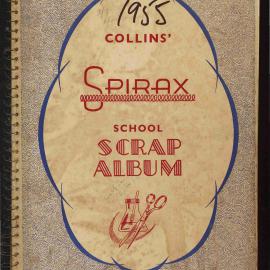 1955
COLLINS'
SPIRAX
SCHOOL
SCRAP
ALBUM